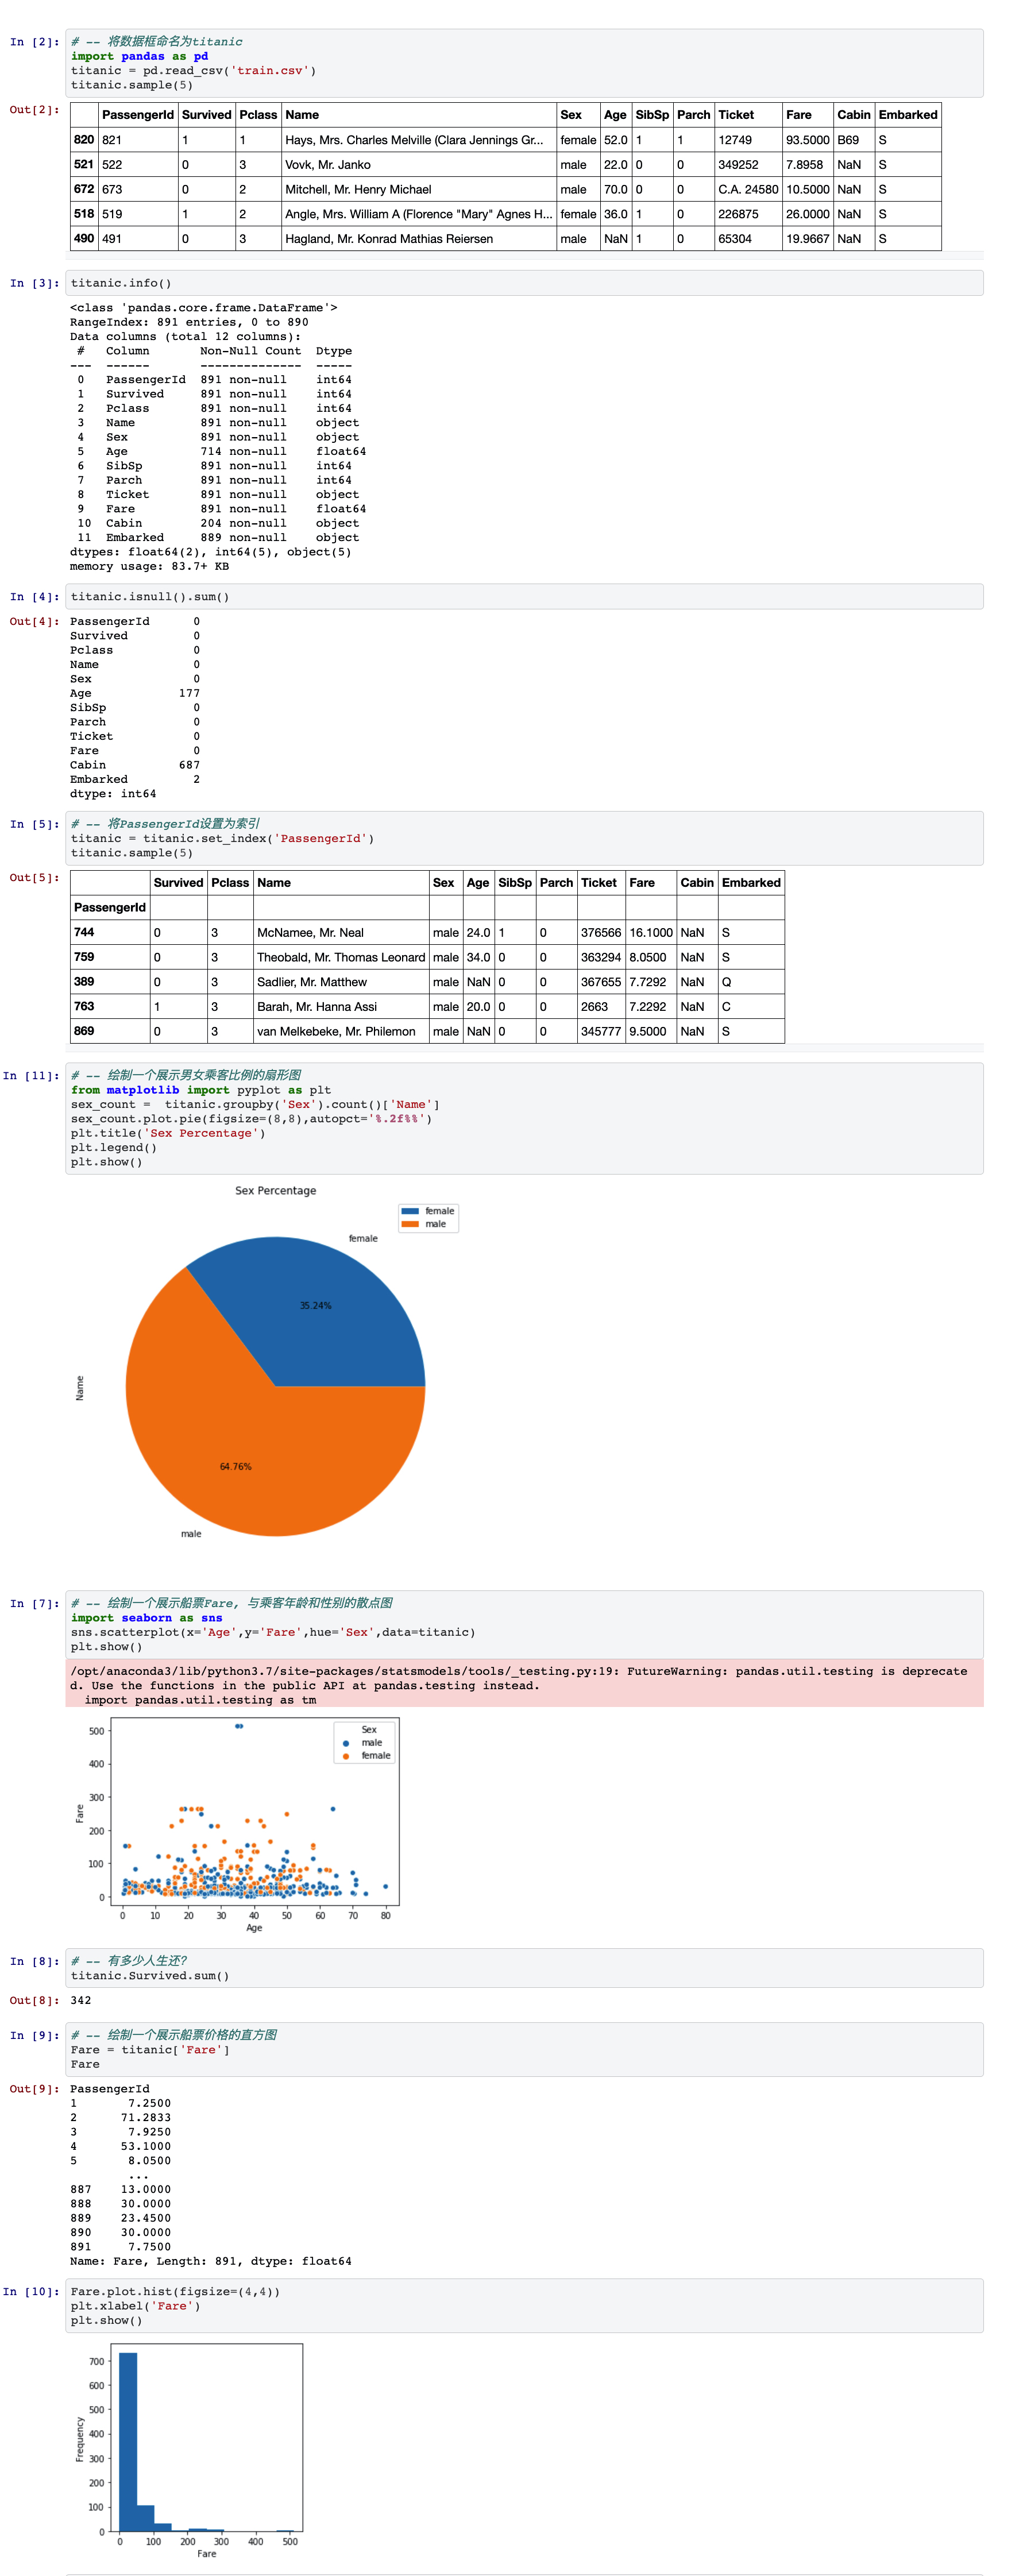 In [2]: # -- 将数据框命名为titanic
import pandas as pd
titanic = pd.read_csv('train.csv')
titanic.sample(5)
Out[2]: PassengerId Survived Pclass Name Sex Age SibSp Parch Ticket Fare Cabin Embarked
820 821 1 1 Hays, Mrs. Charles Melville (Clara Jennings Gr... female 52.0 1 1 12749 93.5000 B69 S
521 522 0 3 Vovk, Mr. Janko male 22.0 0 0 349252 7.8958 NaN S
672 673 0 2 Mitchell, Mr. Henry Michael male 70.0 0 0 C.A. 24580 10.5000 NaN S
518 519 1 2 Angle, Mrs. William A (Florence "Mary" Agnes H... female 36.0 1 0 226875 26.0000 NaN S
490 491 0 3 Hagland, Mr. Konrad Mathias Reiersen male NaN 1 0 65304 19.9667 NaN S
In [3]: titanic.info()
<class 'pandas.core.frame.DataFrame'>
RangeIndex: 891 entries, 0 to 890
Data columns (total 12 columns):
# Column Non-Null Count Dtype
--- ------ -------------- -----
0 PassengerId 891 non-null int64
1 Survived 891 non-null int64
2 Pclass 891 non-null int64
3 Name 891 non-null object
4 Sex 891 non-null object
5 Age 714 non-null float64
6 SibSp 891 non-null int64
7 Parch 891 non-null int64
8 Ticket 891 non-null object
9 Fare 891 non-null float64
10 Cabin 204 non-null object
11 Embarked 889 non-null object
dtypes: float64(2), int64(5), object(5)
memory usage: 83.7+ KB
In [4]: titanic.isnull().sum()
Out[4]: PassengerId 0
Survived 0
Pclass 0
Name 0
Sex 0
Age 177
SibSp 0
Parch 0
Ticket 0
Fare 0
Cabin 687
Embarked 2
dtype: int64
In [5]: # -- 将PassengerId设置为索引
titanic = titanic.set_index('PassengerId')
titanic.sample(5)
Out[5]: Survived Pclass Name Sex Age SibSp Parch Ticket Fare Cabin Embarked
PassengerId
744 0 3 McNamee, Mr. Neal male 24.0 1 0 376566 16.1000 NaN S
759 0 3 Theobald, Mr. Thomas Leonard male 34.0 0 0 363294 8.0500 NaN S
389 0 3 Sadlier, Mr. Matthew male NaN 0 0 367655 7.7292 NaN Q
763 1 3 Barah, Mr. Hanna Assi male 20.0 0 0 2663 7.2292 NaN C
869 0 3 van Melkebeke, Mr. Philemon male NaN 0 0 345777 9.5000 NaN S
In [11]: # -- 绘制一个展示男女乘客比例的扇形图
from matplotlib import pyplot as plt
sex_count =  titanic.groupby('Sex').count()['Name']
sex_count.plot.pie(figsize=(8,8),autopct='%.2f%%')
plt.title('Sex Percentage')
plt.legend()
plt.show()
Sex Percentage
female
male
female
35.24%
Name
64.76%
male
In [7]: # -- 绘制一个展示船票Fare, 与乘客年龄和性别的散点图
import seaborn as sns
sns.scatterplot(x='Age',y='Fare',hue='Sex',data=titanic)
plt.show()
/opt/anaconda3/lib/python3.7/site-packages/statsmodels/tools/_testing.py:19: FutureWarning: pandas.util.testing is deprecate
d. Use the functions in the public API at pandas.testing instead.
import pandas.util.testing as tm
Sex
male
female
500
400
300
200
100
0
Fare
0 10 20 30 40 50 60 70 80
Age
In [8]: # -- 有多少人生还?
titanic.Survived.sum()
Out[8]: 342
In [9]: # -- 绘制一个展示船票价格的直方图
Fare = titanic['Fare']
Fare
Out[9]: PassengerId
1 7.2500
2 71.2833
3 7.9250
4 53.1000
5 8.0500
...
887 13.0000
888 30.0000
889 23.4500
890 30.0000
891 7.7500
Name: Fare, Length: 891, dtype: float64
In [10]: Fare.plot.hist(figsize=(4,4))
plt.xlabel('Fare')
plt.show()
700
600
500
400
300
200
100
0
Frequency
0 100 200 300 400 500
Fare